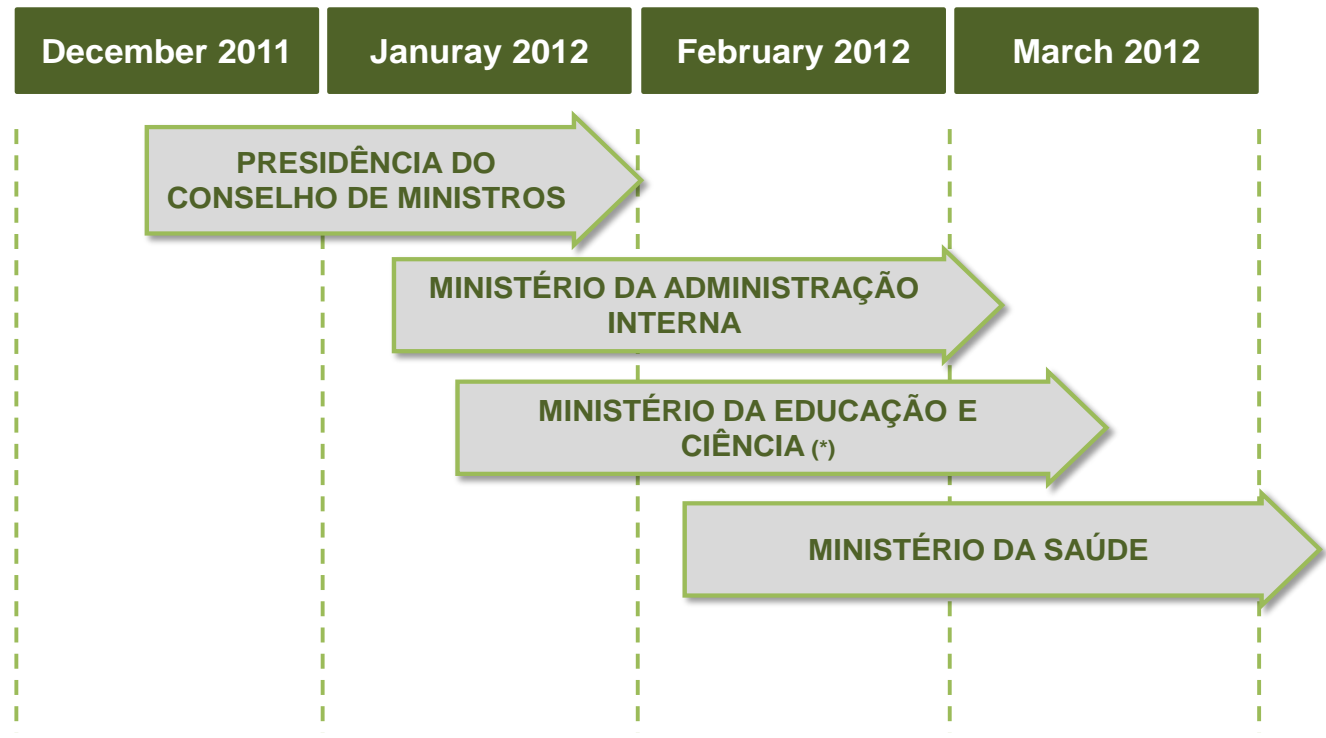 December 2011
Januray 2012
February 2012
March 2012
PRESIDÊNCIA DO
CONSELHO DE MINISTROS
MINISTÉRIO DA ADMINISTRAÇÃO
INTERNA
MINISTÉRIO DA EDUCAÇÃO E
CIÊNCIA (*)
MINISTÉRIO DA SAÚDE